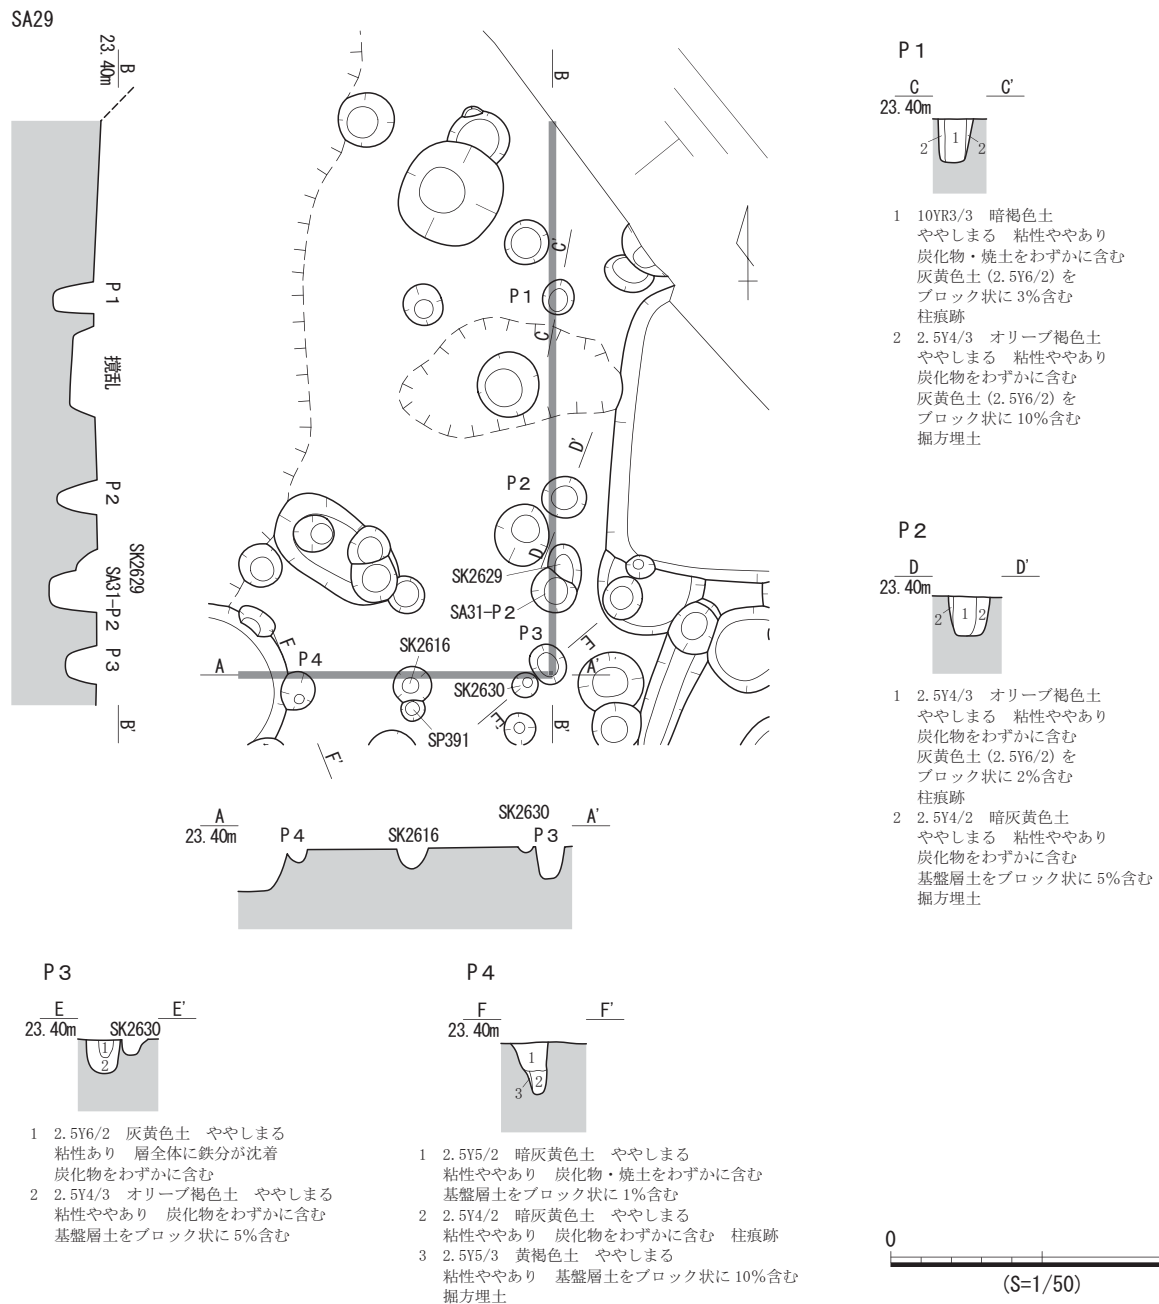 SA29
B
23.40m
P1
撹乱
P2
SK2629
SA31-P2
P3
B'
B
C'
P1
C
D'
P2
D
SK2629
SA31-P2
P3
E
F
P4
SK2616
A
A'
SK2630
E'
SP391
B'
F'
A
23.40m
P4
SK2616
SK2630
P3
A'
P1
C
C'
23.40m
1
2
2
1 10YR3/3 暗褐色土
ややしまる 粘性ややあり
炭化物・焼土をわずかに含む
灰黄色土(2.5Y6/2)を
ブロック状に3%含む
柱痕跡
2 2.5Y4/3 オリーブ褐色土
ややしまる 粘性ややあり
炭化物をわずかに含む
灰黄色土(2.5Y6/2)を
ブロック状に10%含む
掘方埋土
P2
D
D'
23.40m
2
1
2
1 2.5Y4/3 オリーブ褐色土
ややしまる 粘性ややあり
炭化物をわずかに含む
灰黄色土(2.5Y6/2)を
ブロック状に2%含む
柱痕跡
2 2.5Y4/2 暗灰黄色土
ややしまる 粘性ややあり
炭化物をわずかに含む
基盤層土をブロック状に5%含む
掘方埋土
P3
E
E'
23.40m
SK2630
1
2
1 2.5Y6/2 灰黄色土 ややしまる
粘性あり 層全体に鉄分が沈着
炭化物をわずかに含む
2 2.5Y4/3 オリーブ褐色土 ややしまる
粘性ややあり 炭化物をわずかに含む
基盤層土をブロック状に5%含む
P4
F
F'
23.40m
1
2
3
1 2.5Y5/2 暗灰黄色土 ややしまる
粘性ややあり 炭化物・焼土をわずかに含む
基盤層土をブロック状に1%含む
2 2.5Y4/2 暗灰黄色土 ややしまる
粘性ややあり 炭化物をわずかに含む 柱痕跡
3 2.5Y5/3 黄褐色土 ややしまる
粘性ややあり 基盤層土をブロック状に10%含む
掘方埋土
0
(S=1/50)